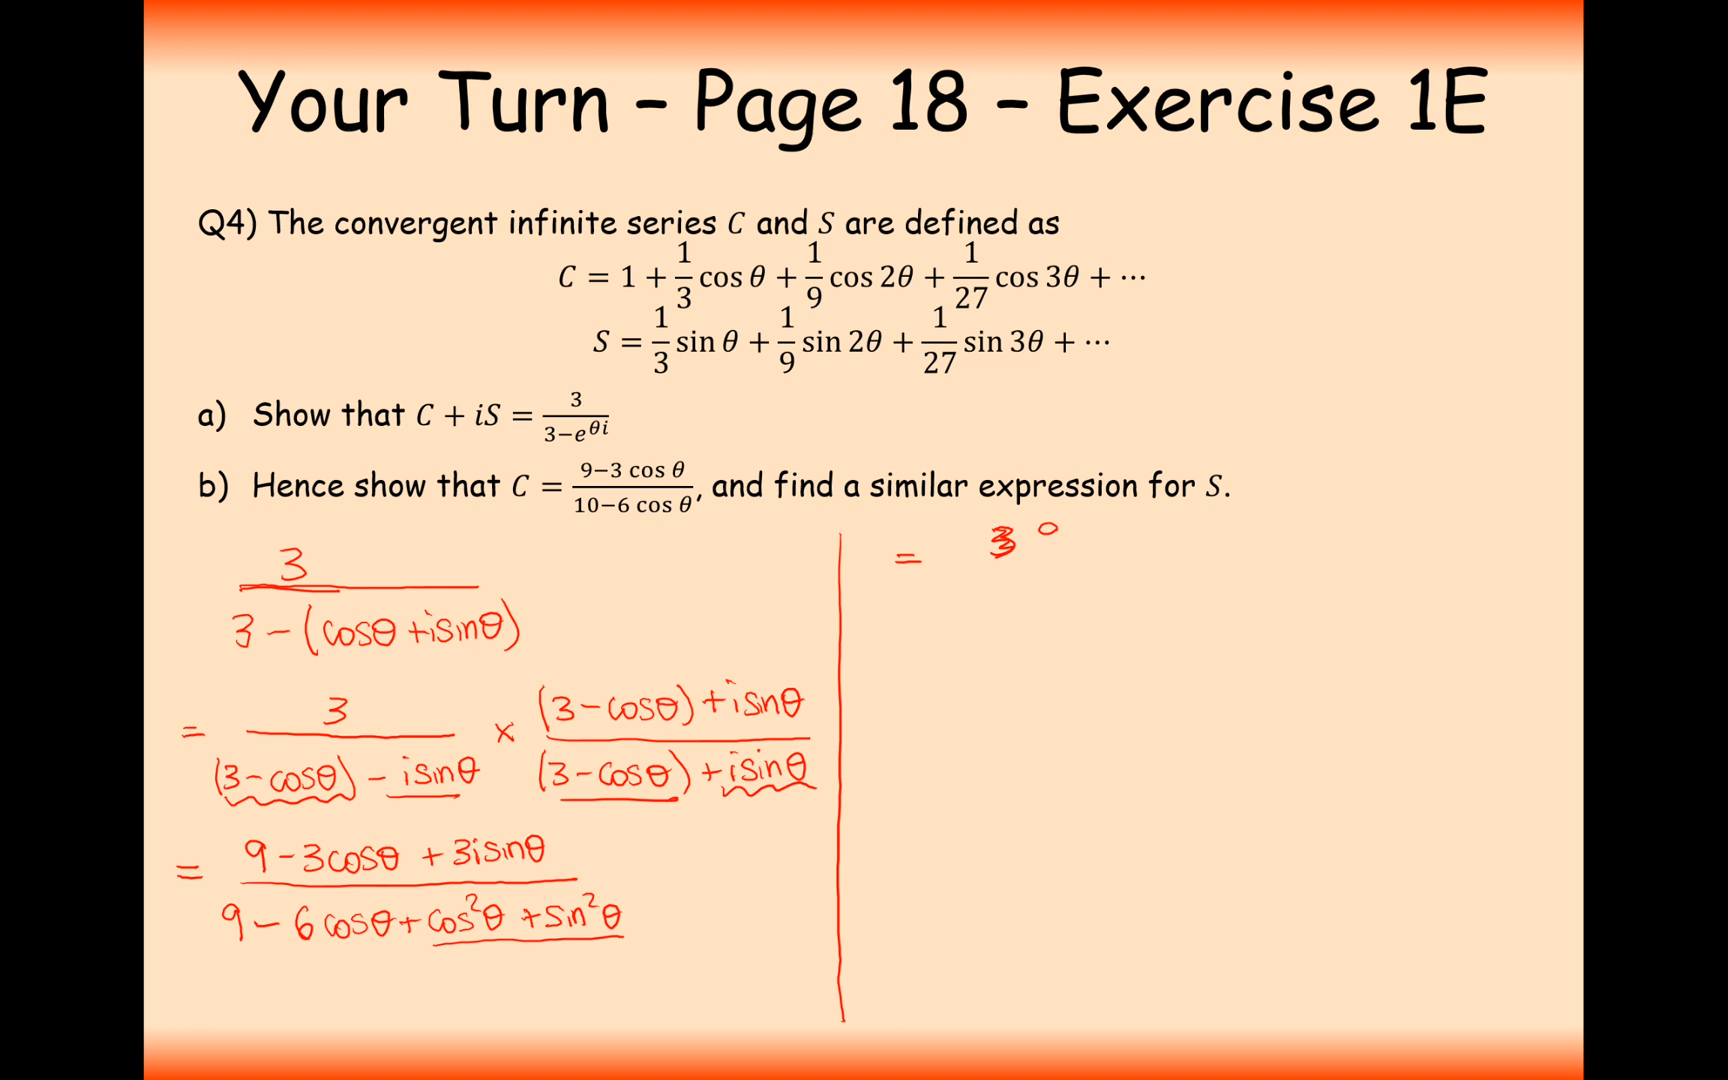 Your Turn – Page 18 – Exercise 1E
Q4) The convergent infinite series C and S are defined as
C = 1 + 1/3 cos θ + 1/9 cos 2θ + 1/27 cos 3θ + ⋯
S = 1/3 sin θ + 1/9 sin 2θ + 1/27 sin 3θ + ⋯
a) Show that C + iS = 3/(3−e^{θi})
b) Hence show that C = (9−3 cos θ)/(10−6 cos θ), and find a similar expression for S.
3/(3 − (cosθ + isinθ))
= 3/((3−cosθ) − isinθ) × ((3−cosθ) + isinθ)/((3−cosθ) + isinθ)
= (9 − 3cosθ + 3isinθ)/(9 − 6cosθ + cos²θ + sin²θ)
=